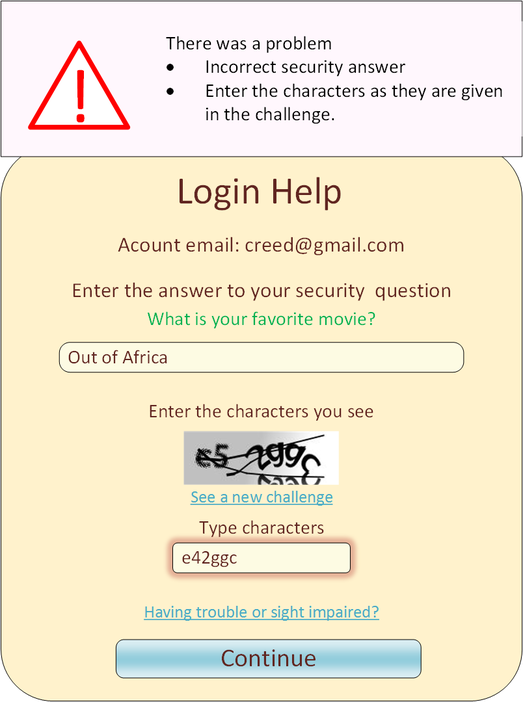 There was a problem
• Incorrect security answer
• Enter the characters as they are given
in the challenge.
Login Help
Acount email: creed@gmail.com
Enter the answer to your security question
What is your favorite movie?
Out of Africa
Enter the characters you see
See a new challenge
Type characters
e42ggc
Having trouble or sight impaired?
Continue